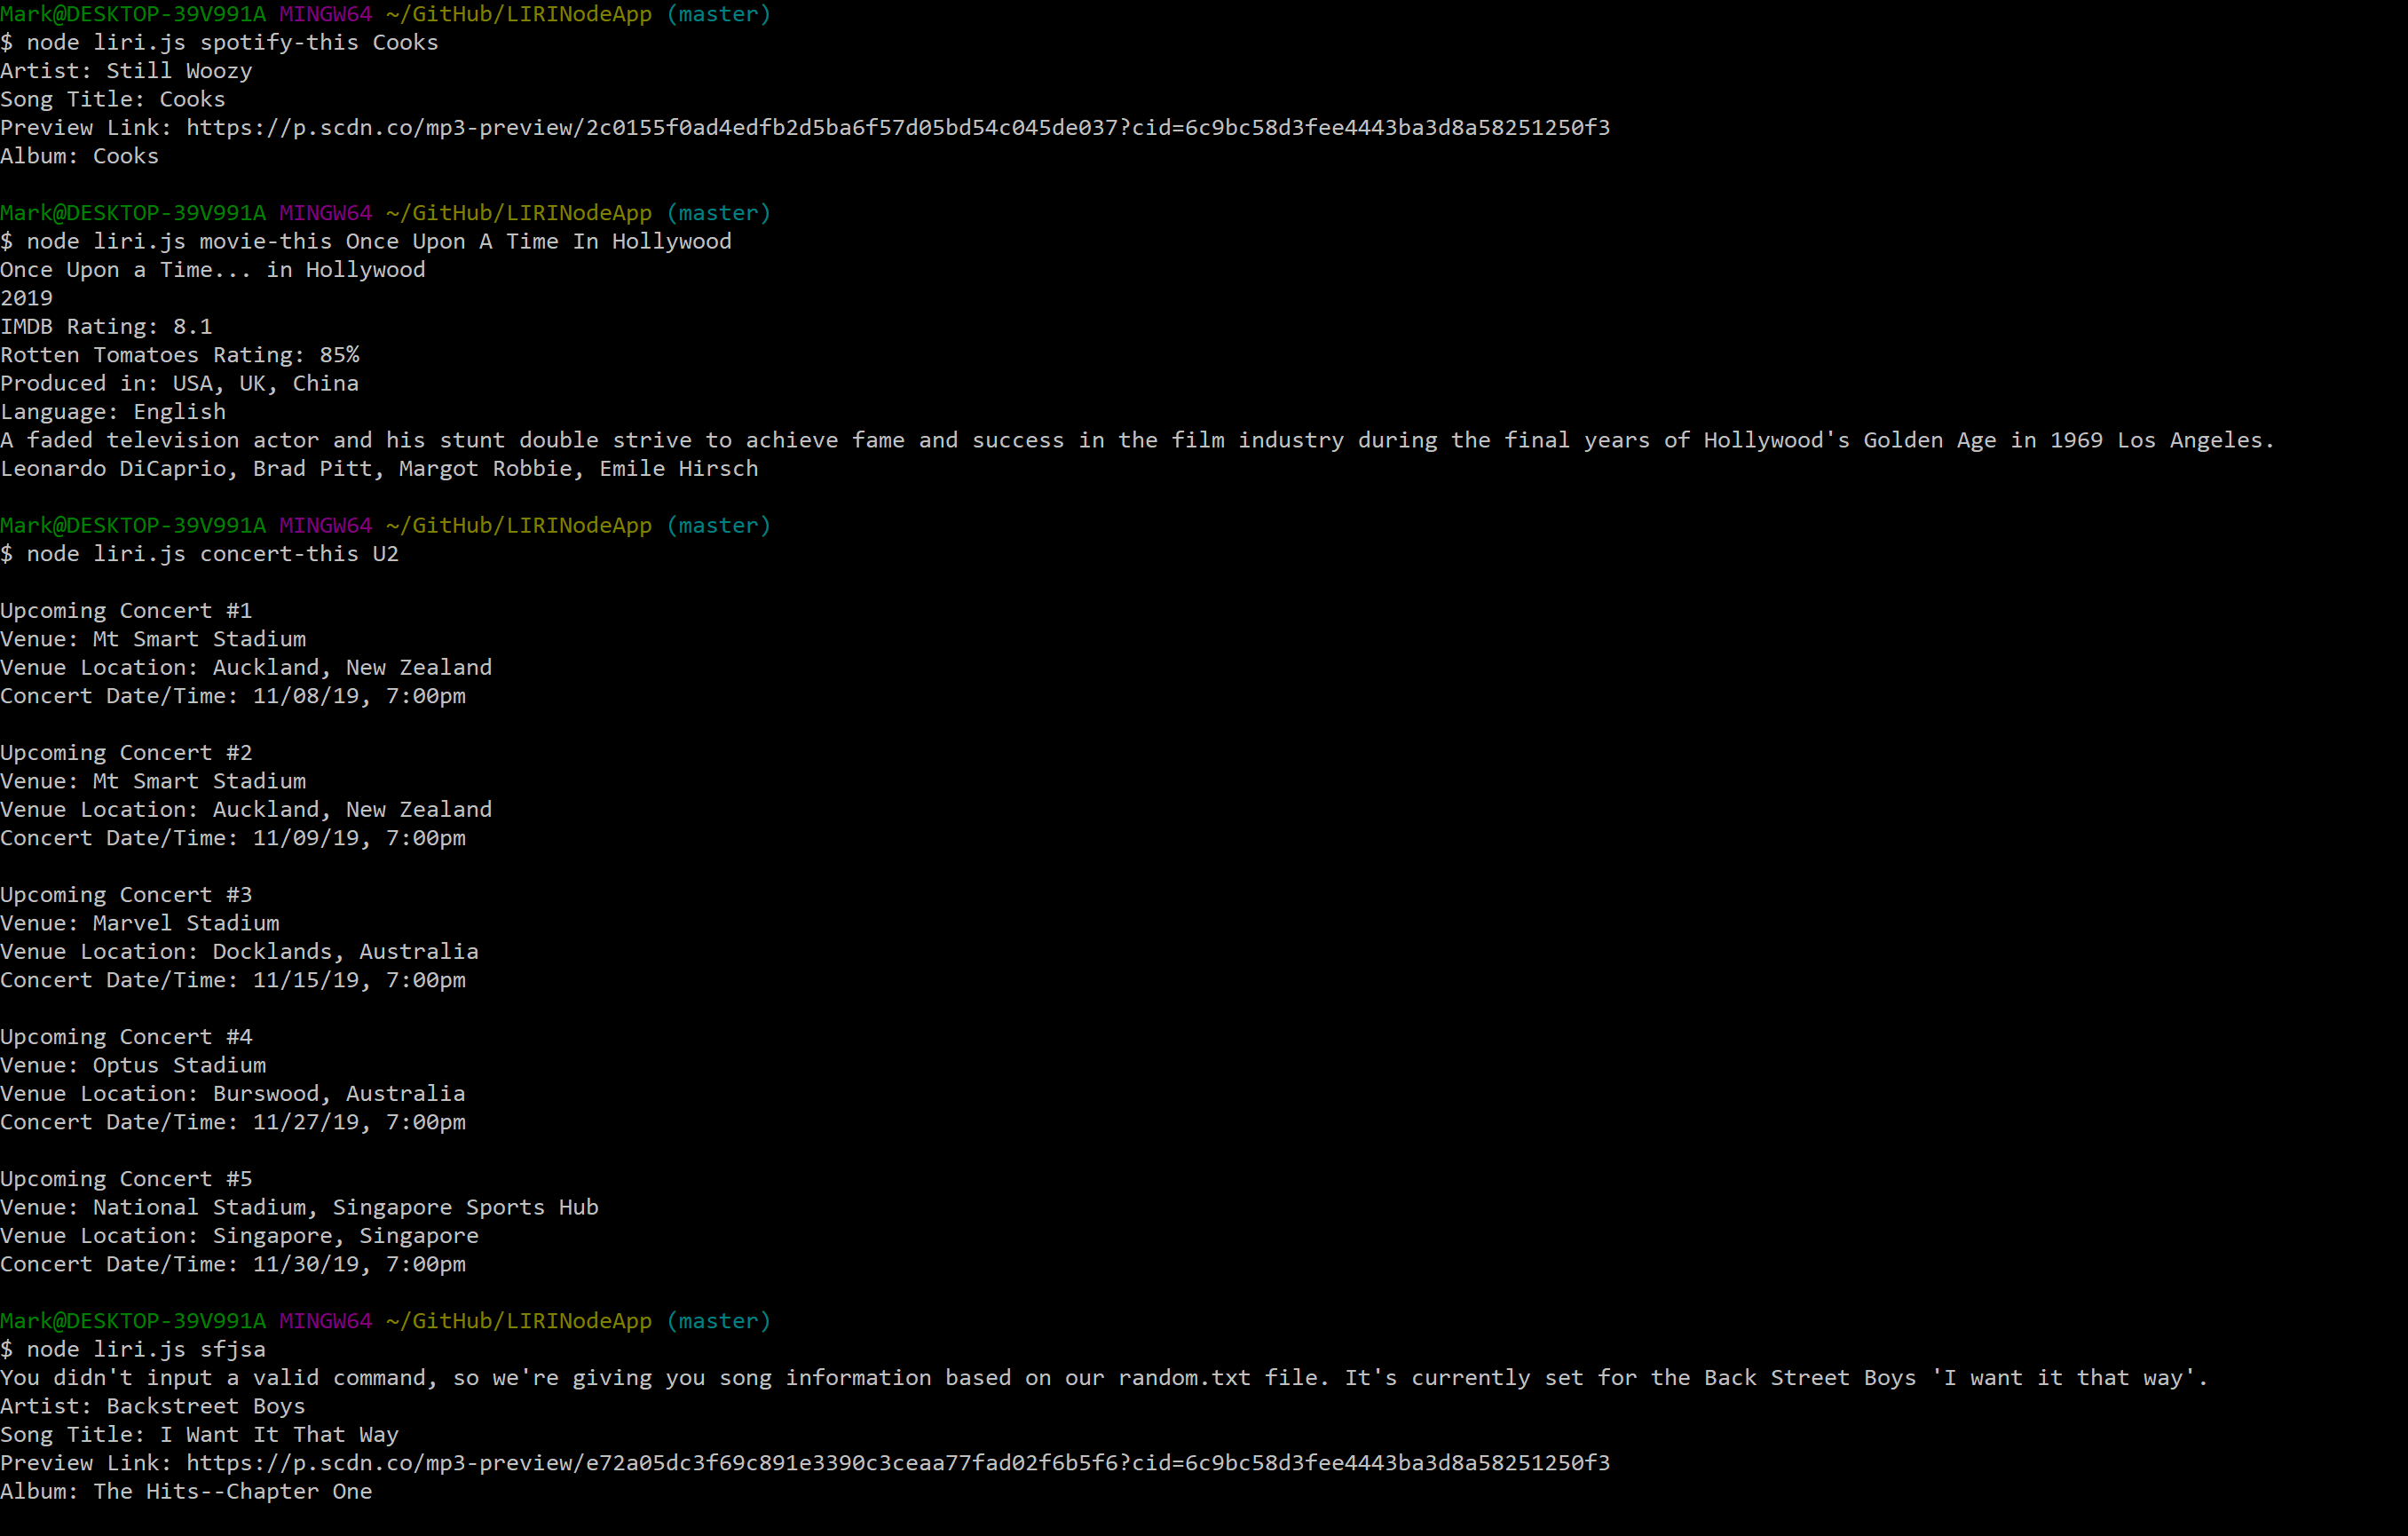 Mark@DESKTOP-39V991A MINGW64 ~/GitHub/LIRINodeApp (master)
$ node liri.js spotify-this Cooks
Artist: Still Woozy
Song Title: Cooks
Preview Link: https://p.scdn.co/mp3-preview/2c0155f0ad4edfb2d5ba6f57d05bd54c045de037?cid=6c9bc58d3fee4443ba3d8a58251250f3
Album: Cooks
Mark@DESKTOP-39V991A MINGW64 ~/GitHub/LIRINodeApp (master)
$ node liri.js movie-this Once Upon A Time In Hollywood
Once Upon a Time... in Hollywood
2019
IMDB Rating: 8.1
Rotten Tomatoes Rating: 85%
Produced in: USA, UK, China
Language: English
A faded television actor and his stunt double strive to achieve fame and success in the film industry during the final years of Hollywood's Golden Age in 1969 Los Angeles.
Leonardo DiCaprio, Brad Pitt, Margot Robbie, Emile Hirsch
Mark@DESKTOP-39V991A MINGW64 ~/GitHub/LIRINodeApp (master)
$ node liri.js concert-this U2
Upcoming Concert #1
Venue: Mt Smart Stadium
Venue Location: Auckland, New Zealand
Concert Date/Time: 11/08/19, 7:00pm
Upcoming Concert #2
Venue: Mt Smart Stadium
Venue Location: Auckland, New Zealand
Concert Date/Time: 11/09/19, 7:00pm
Upcoming Concert #3
Venue: Marvel Stadium
Venue Location: Docklands, Australia
Concert Date/Time: 11/15/19, 7:00pm
Upcoming Concert #4
Venue: Optus Stadium
Venue Location: Burswood, Australia
Concert Date/Time: 11/27/19, 7:00pm
Upcoming Concert #5
Venue: National Stadium, Singapore Sports Hub
Venue Location: Singapore, Singapore
Concert Date/Time: 11/30/19, 7:00pm
Mark@DESKTOP-39V991A MINGW64 ~/GitHub/LIRINodeApp (master)
$ node liri.js sfjsa
You didn't input a valid command, so we're giving you song information based on our random.txt file. It's currently set for the Back Street Boys 'I want it that way'.
Artist: Backstreet Boys
Song Title: I Want It That Way
Preview Link: https://p.scdn.co/mp3-preview/e72a05dc3f69c891e3390c3ceaa77fad02f6b5f6?cid=6c9bc58d3fee4443ba3d8a58251250f3
Album: The Hits--Chapter One